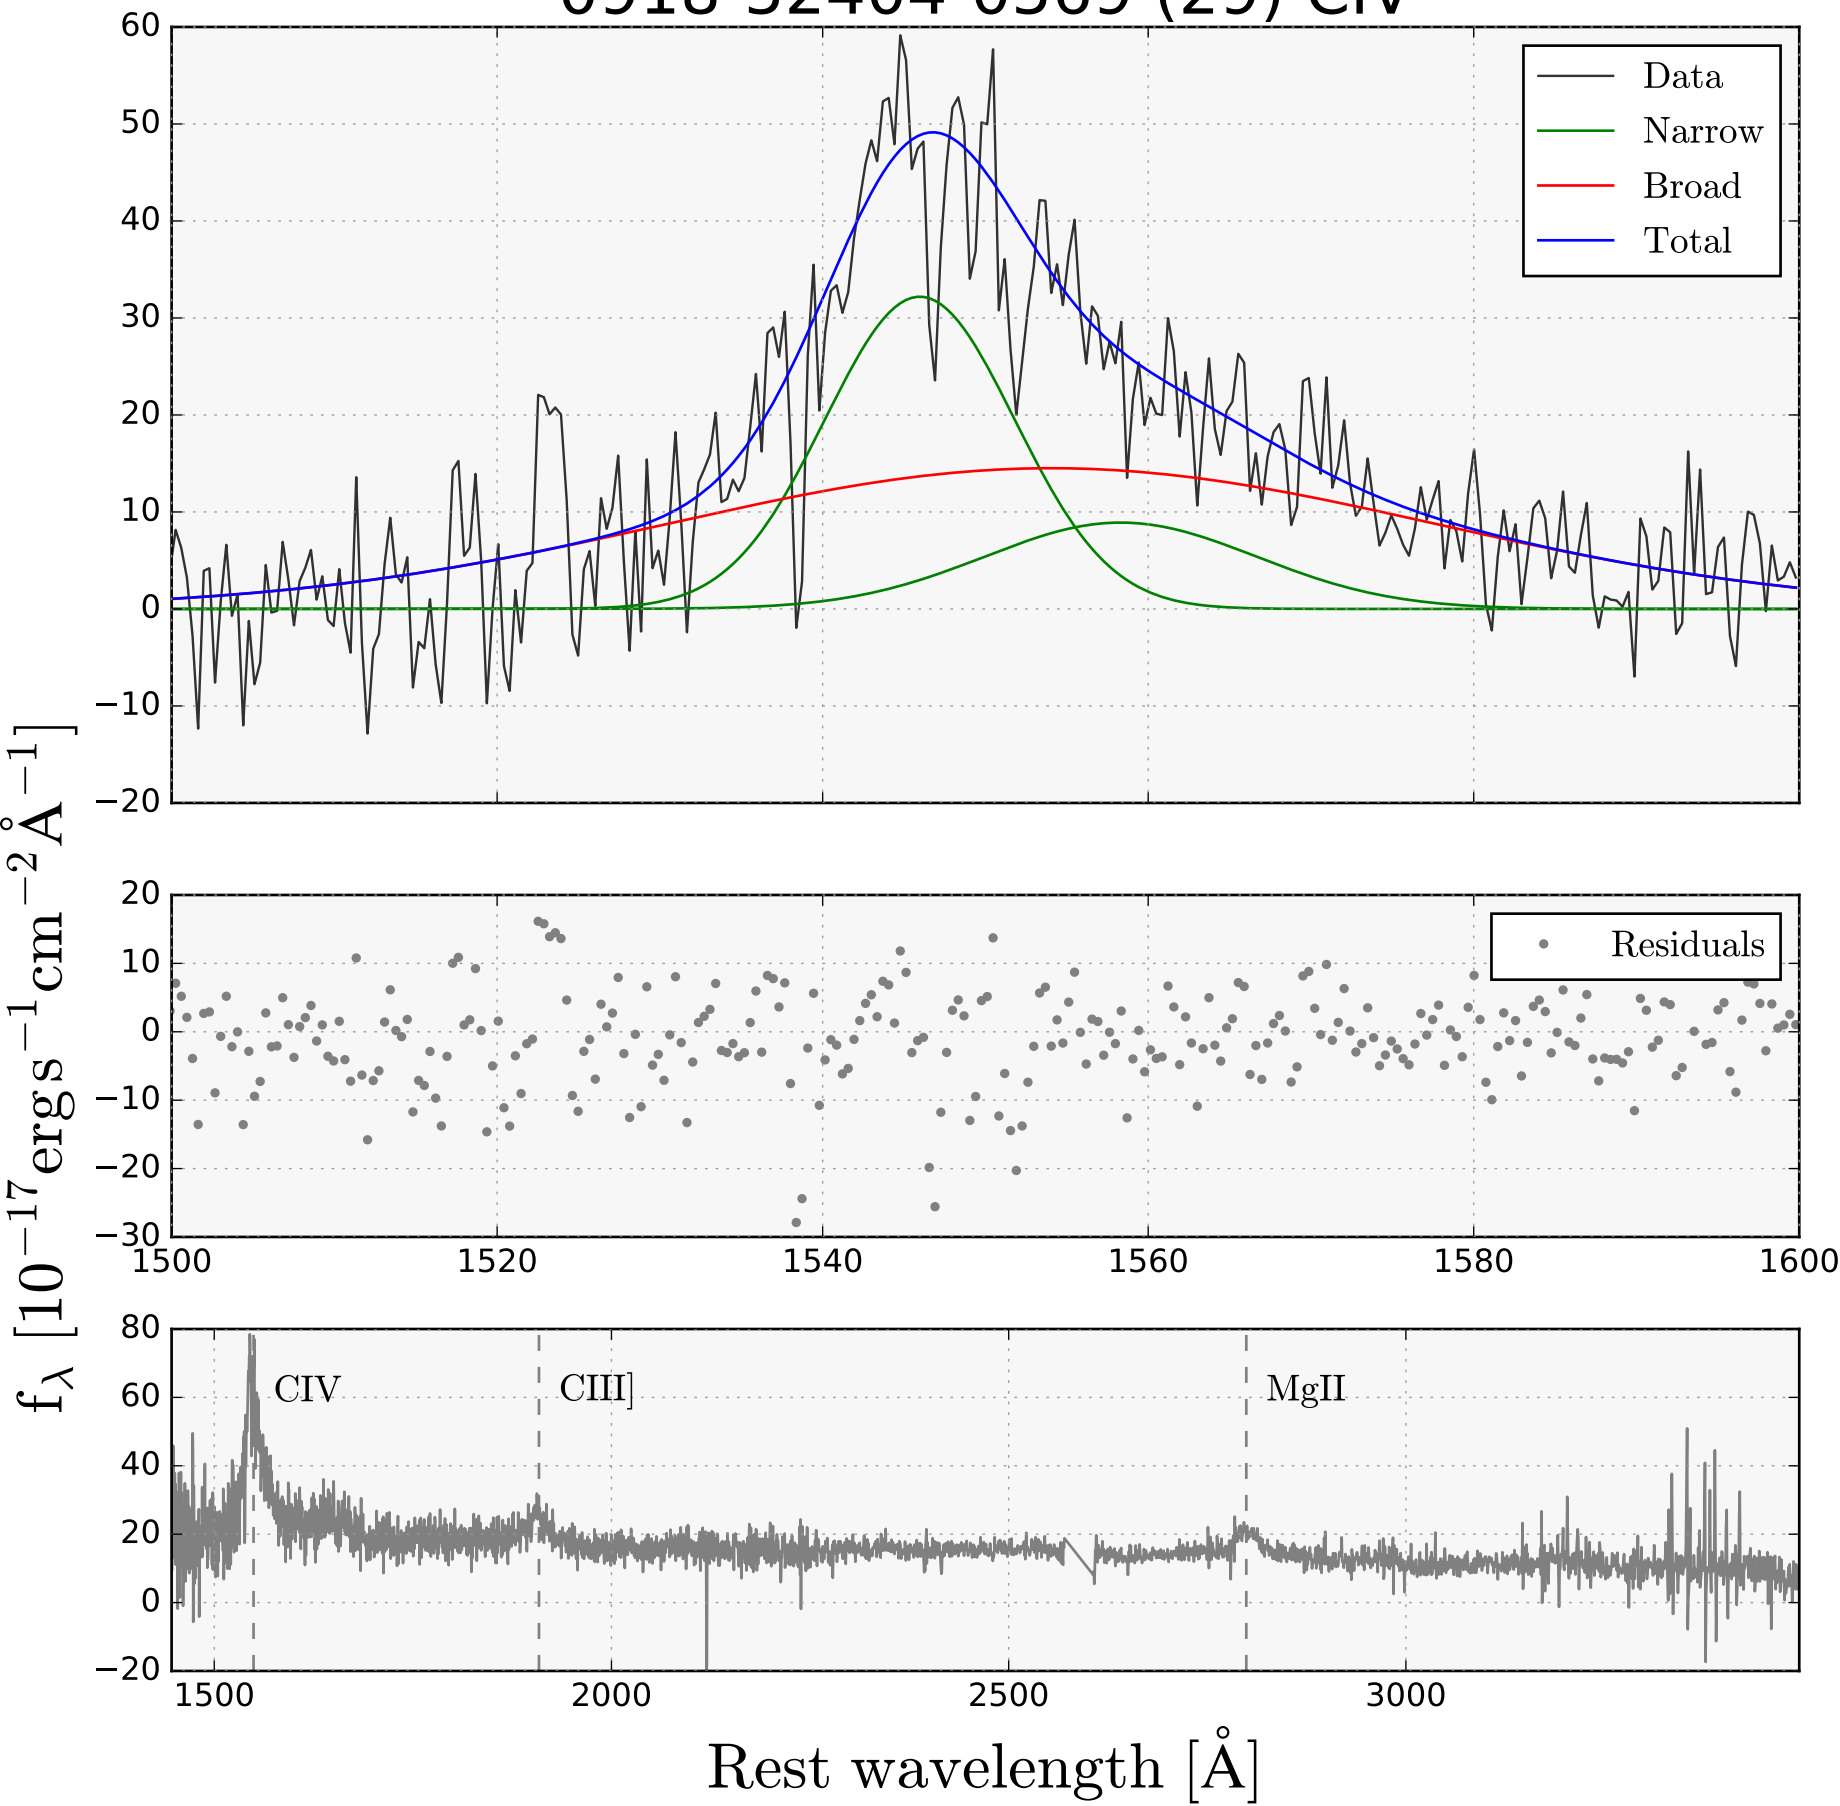 60
50
40
30
20
10
0
−10
−20
Data
Narrow
Broad
Total
20
10
0
−10
−20
−30
Residuals
1500 1520 1540 1560 1580 1600
80
60
40
20
0
−20
CIV CIII] MgII
1500 2000 2500 3000
Rest wavelength [Å]
f_λ [10^−17 erg s^−1 cm^−2 Å^−1]